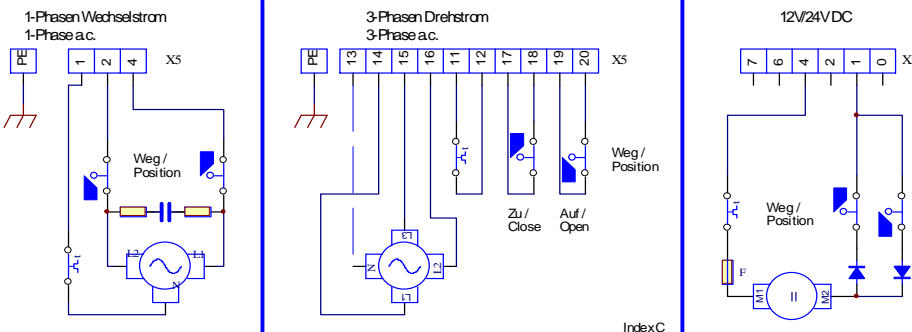 1-Phasen Wechselstrom
1-Phase a.c.
PE
1 2 4 X5
Weg /
Position
L2 L1
N
t
3-Phasen Drehstrom
3-Phase a.c.
PE
13 14 15 16 11 12 17 18 19 20 X5
t
Weg /
Position
Zu /
Close
Auf /
Open
L3
N L2
L1
Index C
12V/24V DC
7 6 4 2 1 0 X
t
Weg /
Position
F
M1 II M2